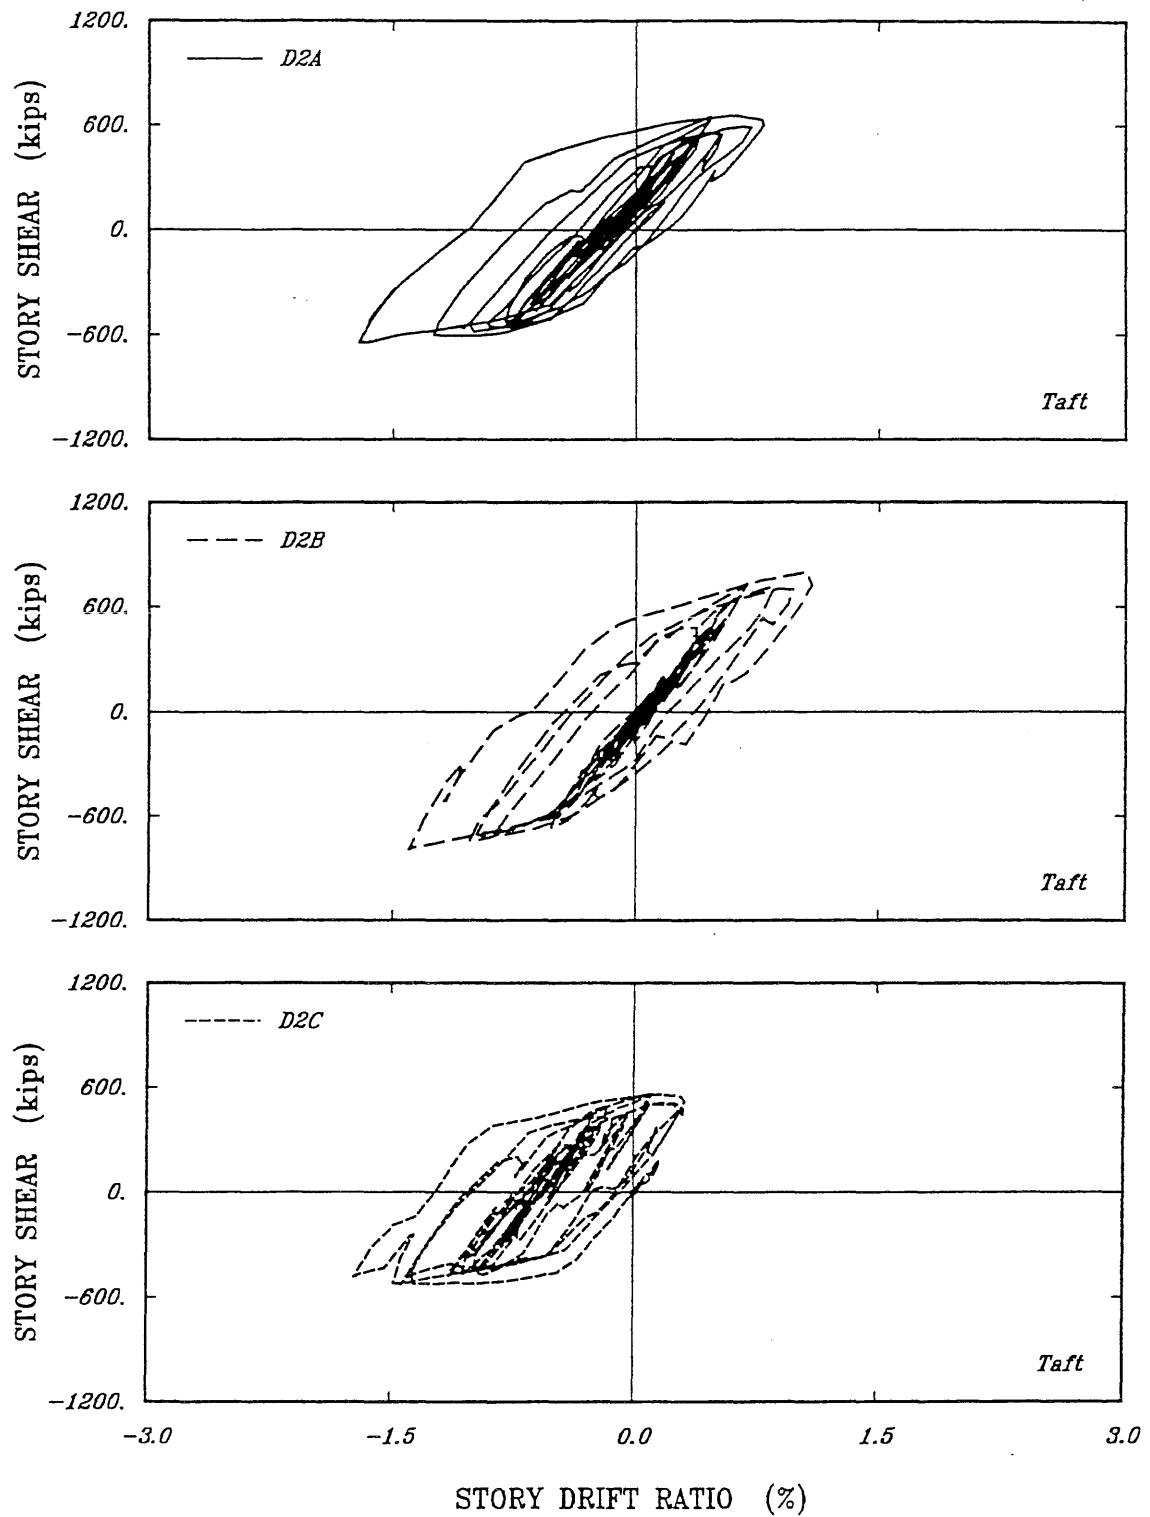 1200.
D2A
600.
0.
-600.
Taft
-1200.
STORY SHEAR (kips)
1200.
D2B
600.
0.
-600.
Taft
-1200.
STORY SHEAR (kips)
1200.
D2C
600.
0.
-600.
Taft
-1200.
STORY SHEAR (kips)
-3.0 -1.5 0.0 1.5 3.0
STORY DRIFT RATIO (%)